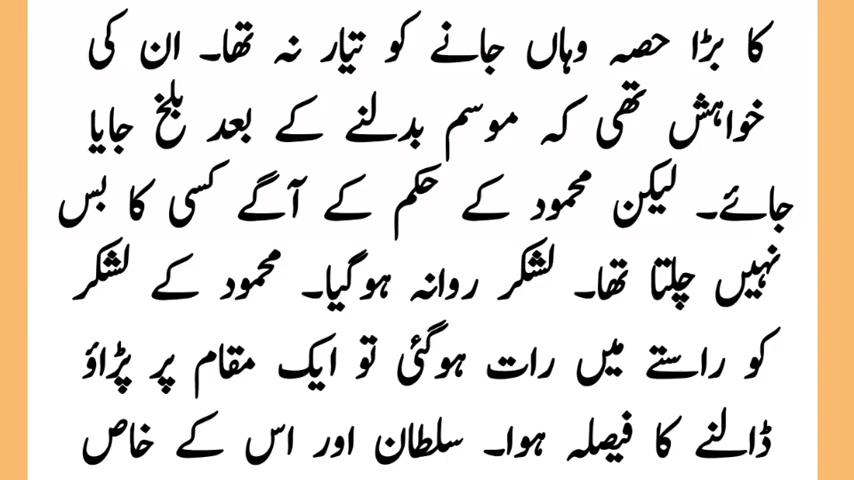 کا بڑا حصہ وہاں جانے کو تیار نہ تھا۔ ان کی
خواہش تھی کہ موسم بدلنے کے بعد بلخ جایا
جائے۔ لیکن محمود کے حکم کے آگے کسی کا بس
نہیں چلتا تھا۔ لشکر روانہ ہوگیا۔ محمود کے لشکر
کو راستے میں رات ہوگئی تو ایک مقام پر پڑاؤ
ڈالنے کا فیصلہ ہوا۔ سلطان اور اس کے خاص